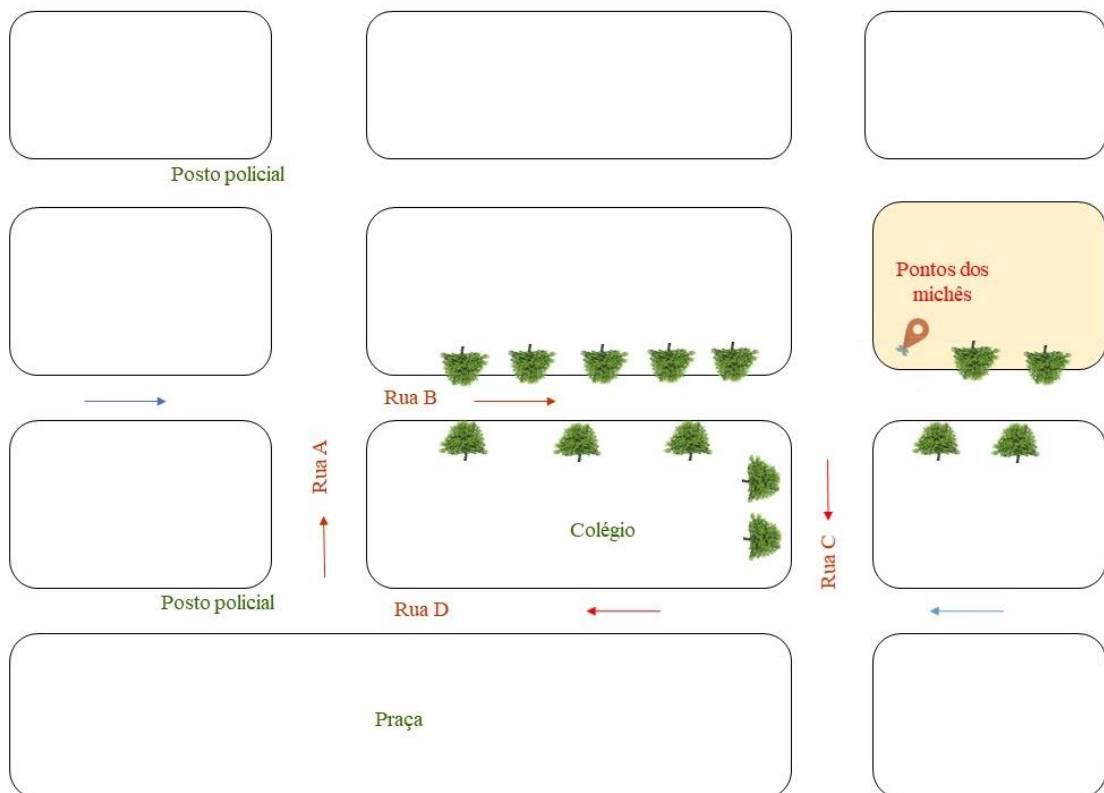 Posto policial
Pontos dos
michês
Rua B
Rua A
Colégio
Rua C
Posto policial
Rua D
Praça